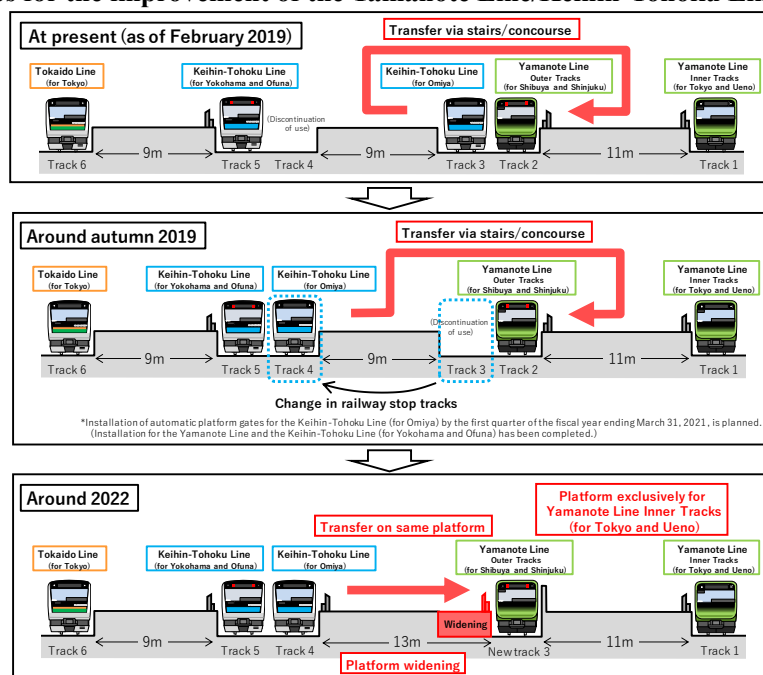 At present (as of February 2019)
Transfer via stairs/concourse
Tokaido Line
(for Tokyo)
Keihin-Tohoku Line
(for Yokohama and Ofuna)
Keihin-Tohoku Line
(for Omiya)
Yamanote Line
Outer Tracks
(for Shibuya and Shinjuku)
Yamanote Line
Inner Tracks
(for Tokyo and Ueno)
(Discontinuation
of use)
9m
9m
11m
Track 6
Track 5
Track 4
Track 3
Track 2
Track 1
Around autumn 2019
Transfer via stairs/concourse
Tokaido Line
(for Tokyo)
Keihin-Tohoku Line
(for Yokohama and Ofuna)
Keihin-Tohoku Line
(for Omiya)
Yamanote Line
Outer Tracks
(for Shibuya and Shinjuku)
Yamanote Line
Inner Tracks
(for Tokyo and Ueno)
(Discontinuation
of use)
9m
9m
11m
Track 6
Track 5
Track 4
Track 3
Track 2
Track 1
Change in railway stop tracks
*Installation of automatic platform gates for the Keihin-Tohoku Line (for Omiya) by the first quarter of the fiscal year ending March 31, 2021, is planned.
(Installation for the Yamanote Line and the Keihin-Tohoku Line (for Yokohama and Ofuna) has been completed.)
Around 2022
Transfer on same platform
Platform exclusively for
Yamanote Line Inner Tracks
(for Tokyo and Ueno)
Tokaido Line
(for Tokyo)
Keihin-Tohoku Line
(for Yokohama and Ofuna)
Keihin-Tohoku Line
(for Omiya)
Yamanote Line
Outer Tracks
(for Shibuya and Shinjuku)
Yamanote Line
Inner Tracks
(for Tokyo and Ueno)
Widening
9m
13m
11m
Track 6
Track 5
Track 4
New track 3
Track 1
Platform widening